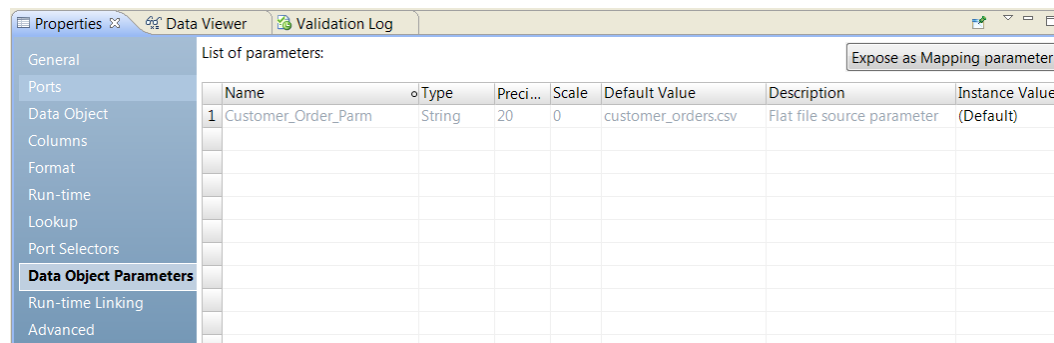 Properties Data Viewer Validation Log
General
Ports
Data Object
Columns
Format
Run-time
Lookup
Port Selectors
Data Object Parameters
Run-time Linking
Advanced
List of parameters:
Expose as Mapping parameter
Name Type Preci... Scale Default Value Description Instance Value
1 Customer_Order_Parm String 20 0 customer_orders.csv Flat file source parameter (Default)